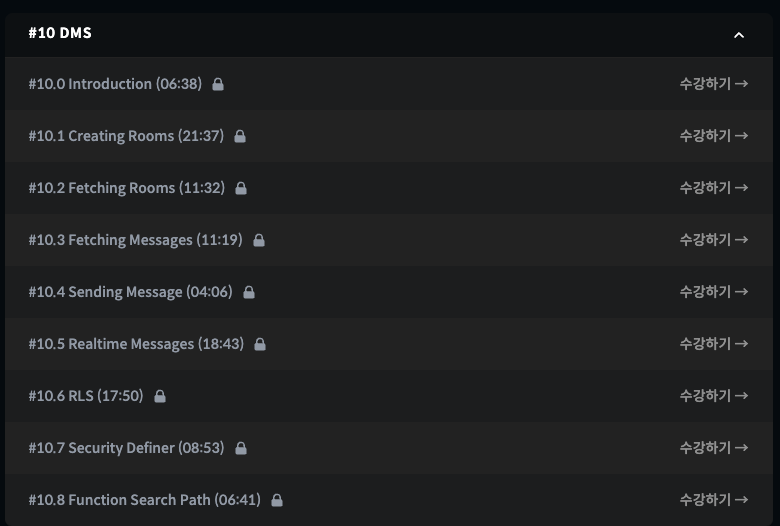 #10 DMS
#10.0 Introduction (06:38) 수강하기 →
#10.1 Creating Rooms (21:37) 수강하기 →
#10.2 Fetching Rooms (11:32) 수강하기 →
#10.3 Fetching Messages (11:19) 수강하기 →
#10.4 Sending Message (04:06) 수강하기 →
#10.5 Realtime Messages (18:43) 수강하기 →
#10.6 RLS (17:50) 수강하기 →
#10.7 Security Definer (08:53) 수강하기 →
#10.8 Function Search Path (06:41) 수강하기 →